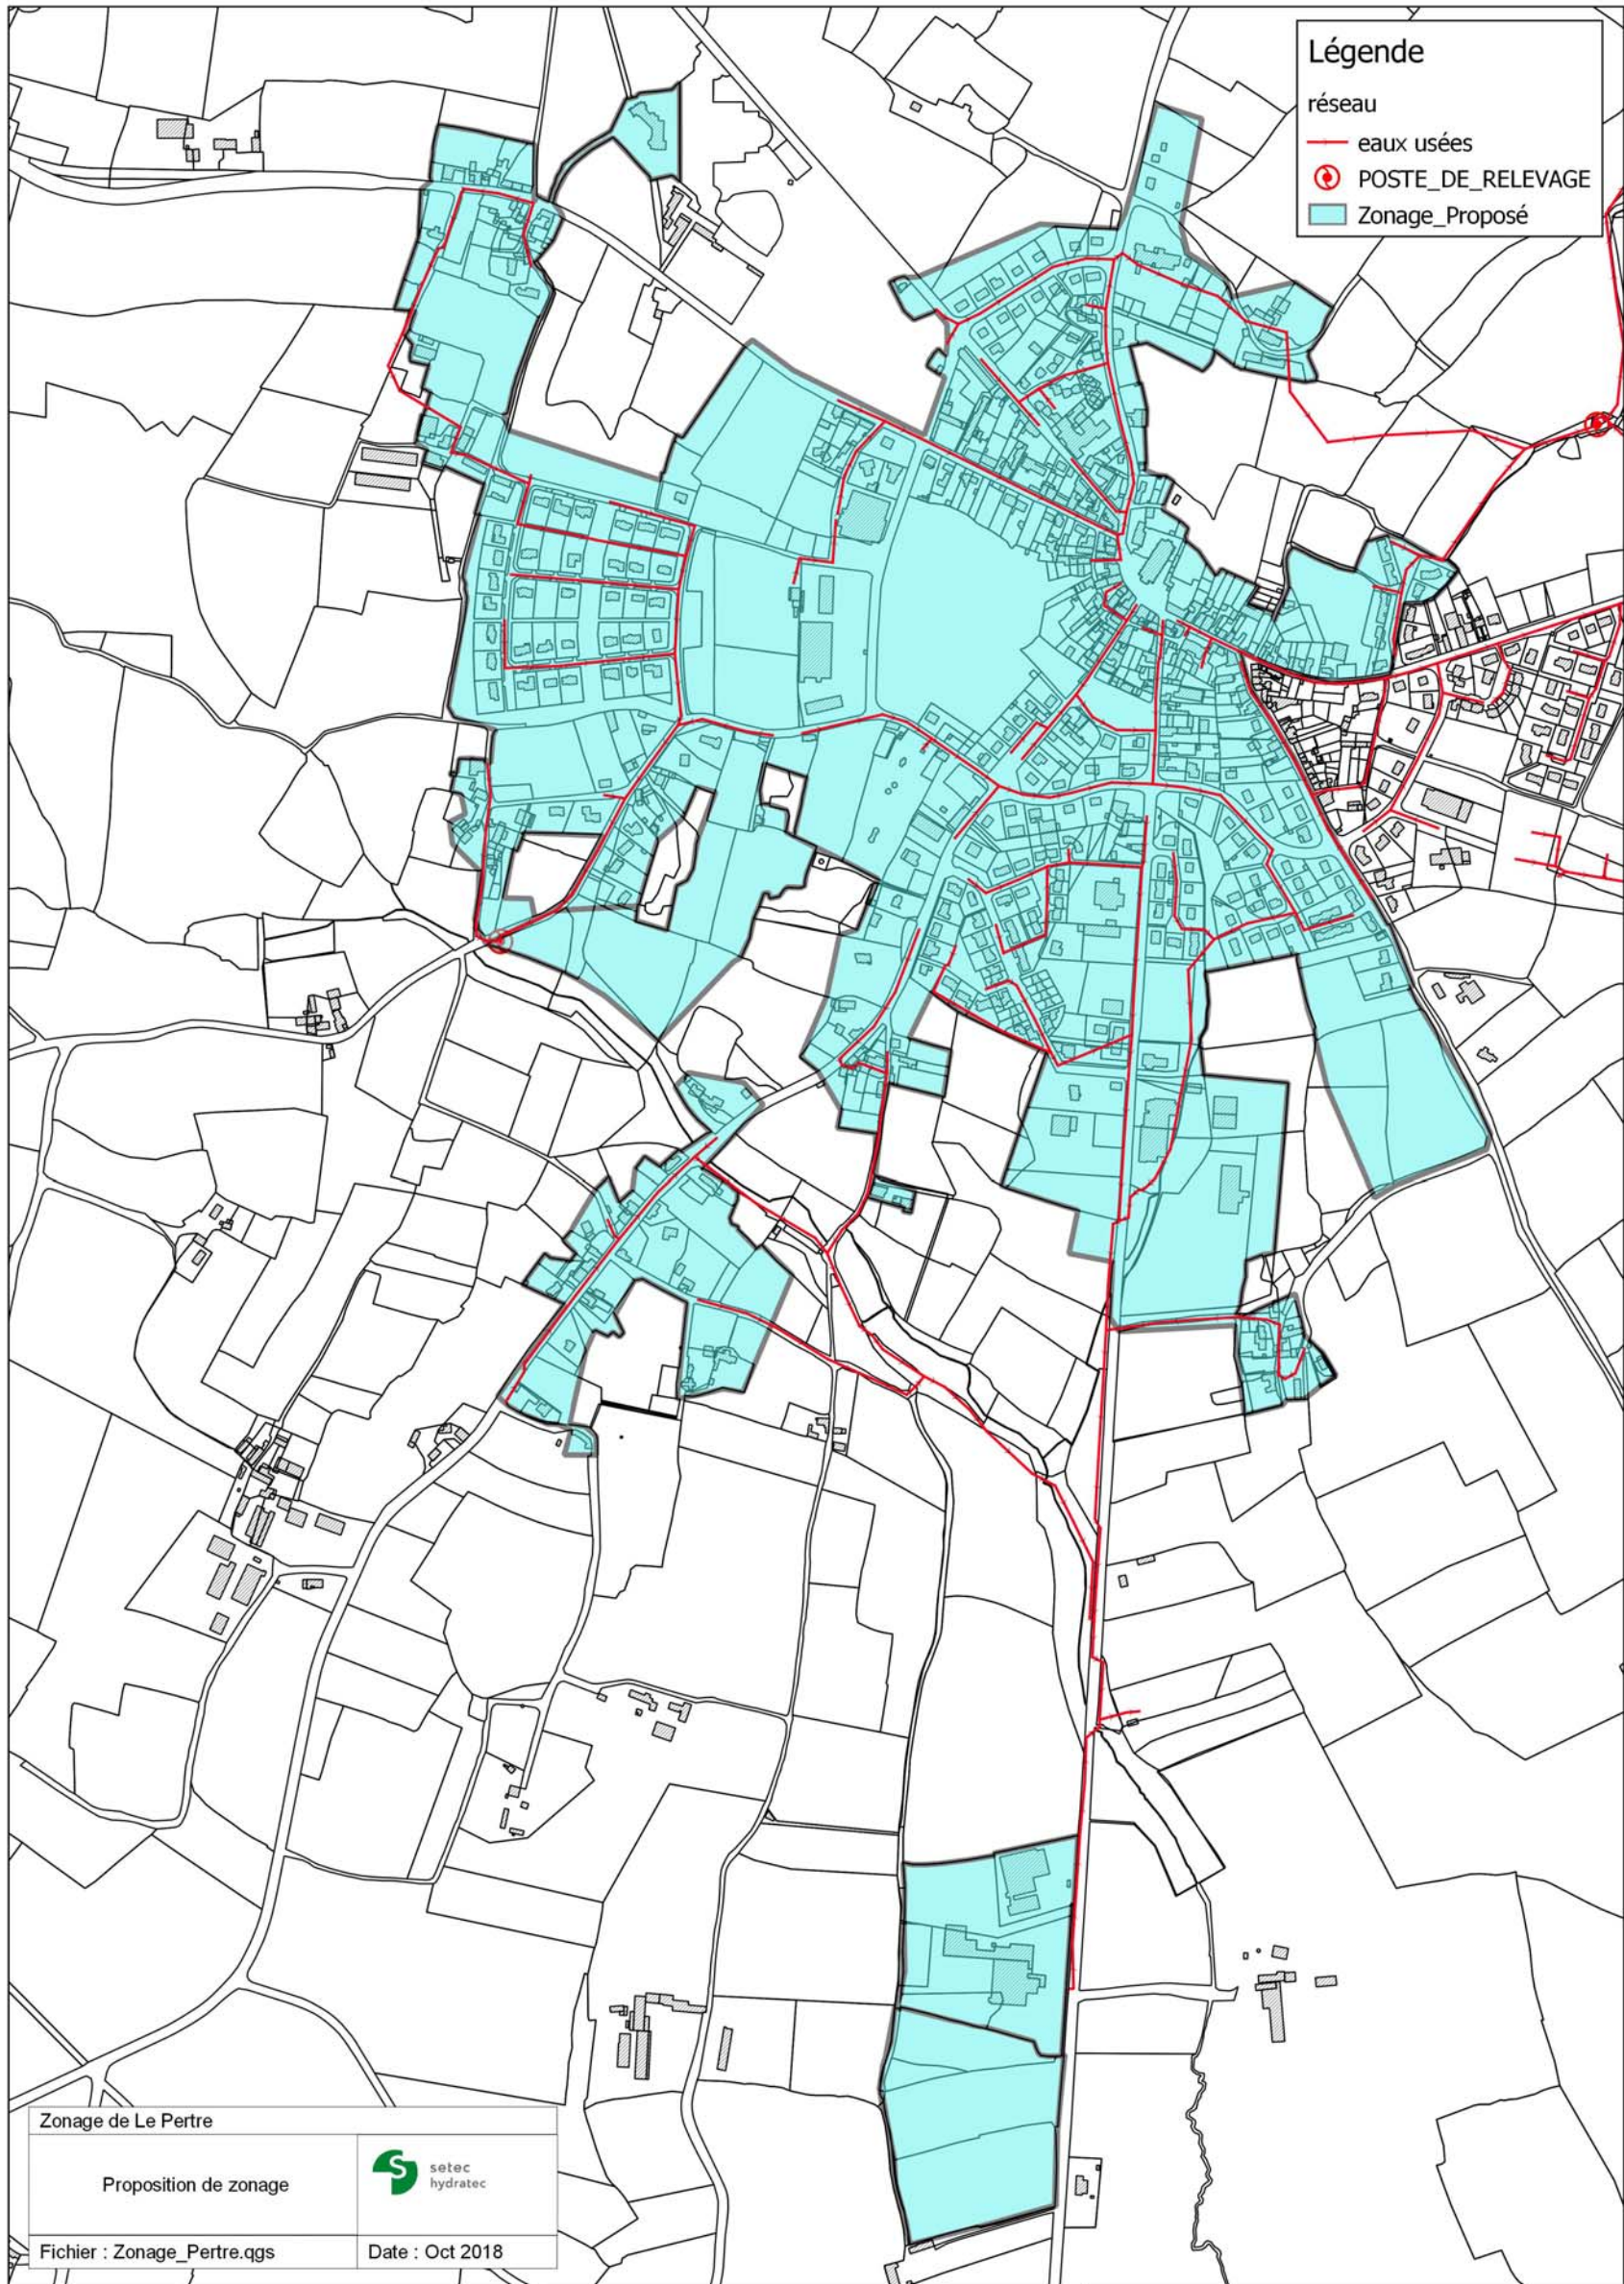 Légende
réseau
eaux usées
POSTE_DE_RELEVAGE
Zonage_Proposé
Zonage de Le Pertre
Proposition de zonage
setec
hydratec
Fichier : Zonage_Pertre.qgs
Date : Oct 2018